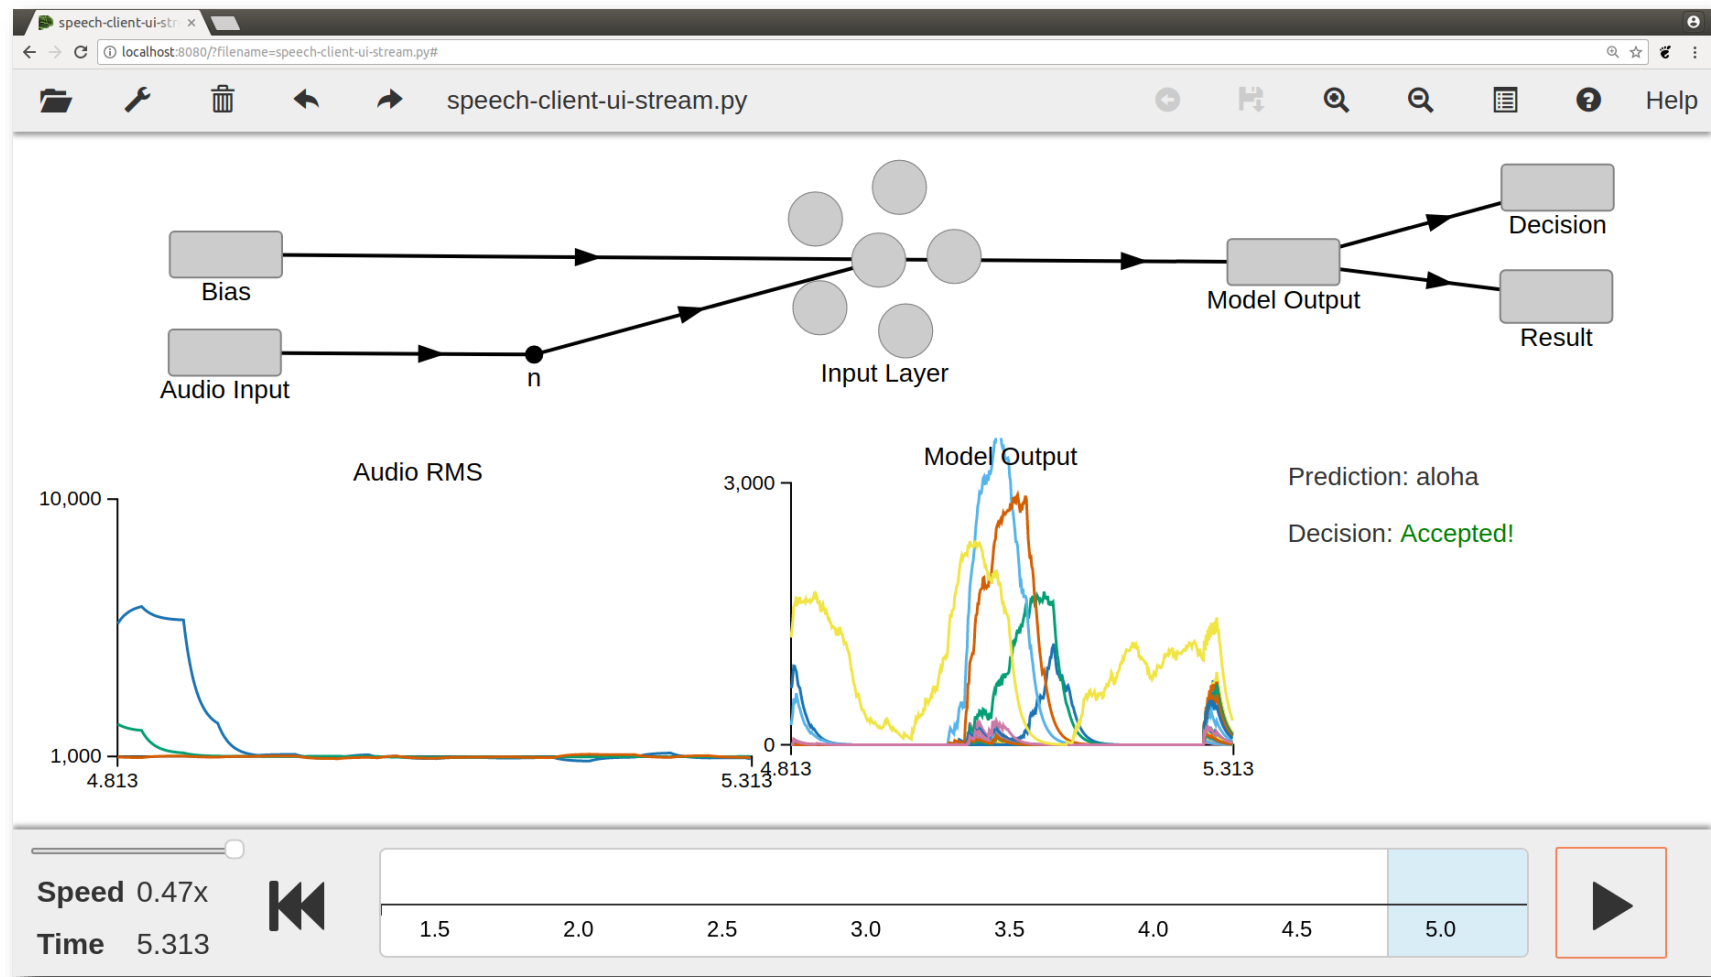 speech-client-ui-str
localhost:8080/?filename=speech-client-ui-stream.py#
speech-client-ui-stream.py
Help
Bias
Audio Input
n
Input Layer
Model Output
Decision
Result
Audio RMS
10,000
1,000
4.813
5.313
Model Output
3,000
0
4.813
5.313
Prediction: aloha
Decision: Accepted!
Speed 0.47x
Time 5.313
1.5 2.0 2.5 3.0 3.5 4.0 4.5 5.0